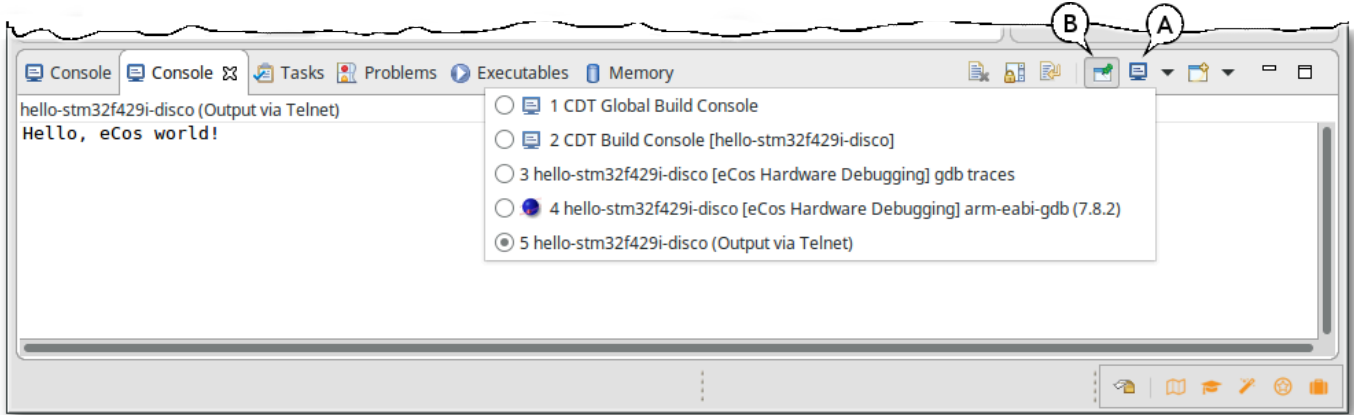 B A
Console Console Tasks Problems Executables Memory
hello-stm32f429i-disco (Output via Telnet)
Hello, eCos world!
1 CDT Global Build Console
2 CDT Build Console [hello-stm32f429i-disco]
3 hello-stm32f429i-disco [eCos Hardware Debugging] gdb traces
4 hello-stm32f429i-disco [eCos Hardware Debugging] arm-eabi-gdb (7.8.2)
5 hello-stm32f429i-disco (Output via Telnet)